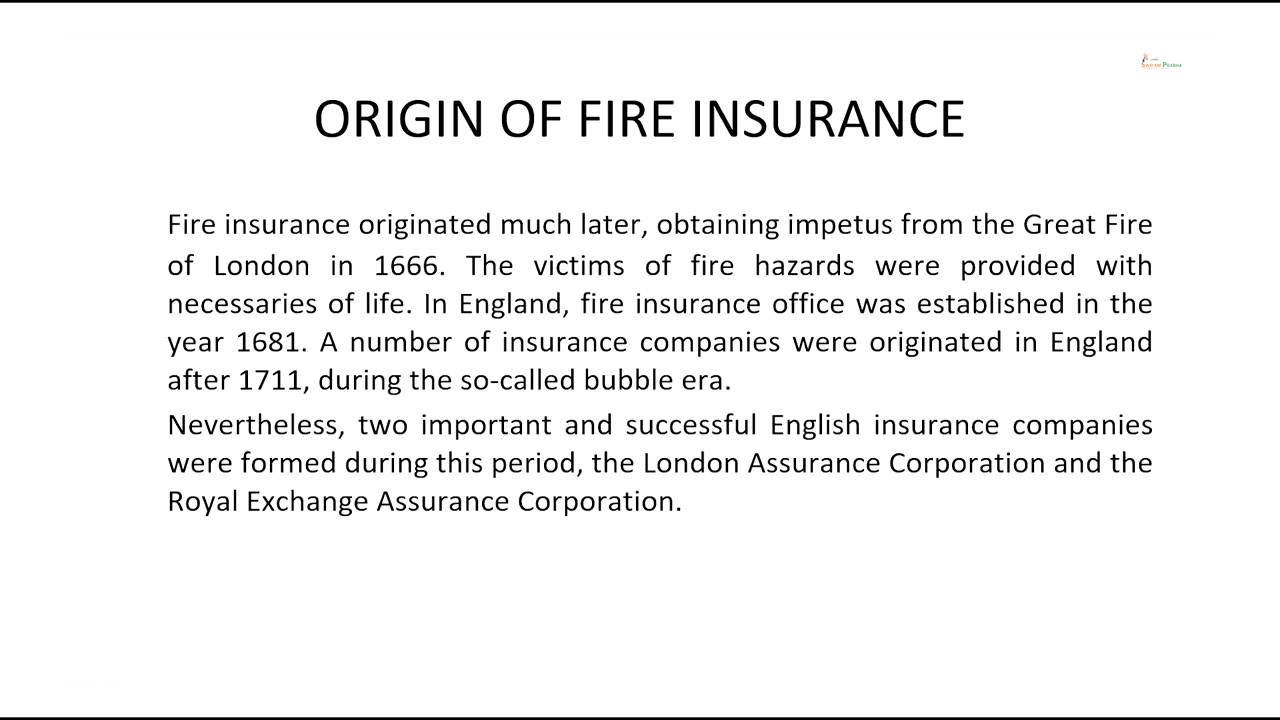 SWAYAM PRABHA
ORIGIN OF FIRE INSURANCE
Fire insurance originated much later, obtaining impetus from the Great Fire
of London in 1666. The victims of fire hazards were provided with
necessaries of life. In England, fire insurance office was established in the
year 1681. A number of insurance companies were originated in England
after 1711, during the so-called bubble era.
Nevertheless, two important and successful English insurance companies
were formed during this period, the London Assurance Corporation and the
Royal Exchange Assurance Corporation.